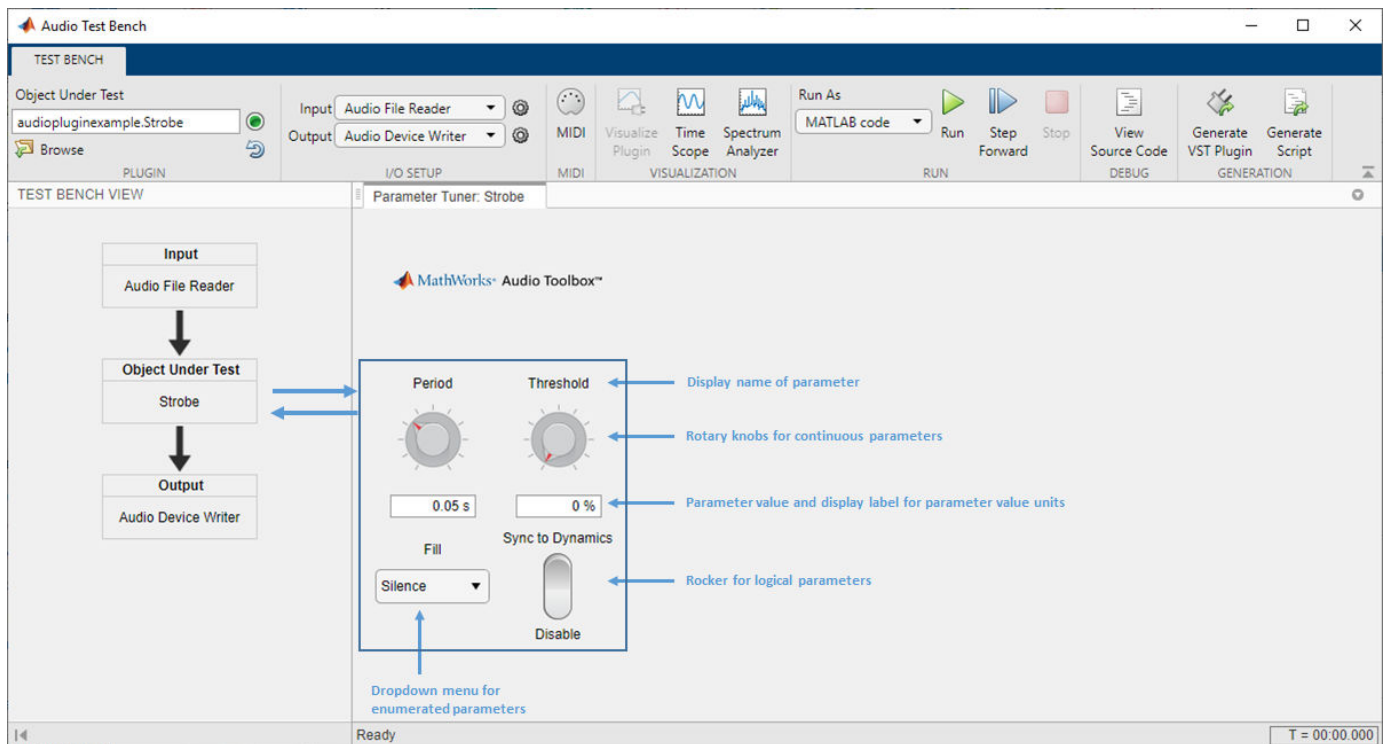 Audio Test Bench
TEST BENCH
Object Under Test
audiopluginexample.Strobe
Browse
PLUGIN
Input Audio File Reader
Output Audio Device Writer
I/O SETUP
MIDI
MIDI
Visualize Plugin
Time Scope
Spectrum Analyzer
VISUALIZATION
Run As
MATLAB code
Run
Step Forward
Stop
RUN
View Source Code
DEBUG
Generate VST Plugin
Generate Script
GENERATION
TEST BENCH VIEW
Input
Audio File Reader
Object Under Test
Strobe
Output
Audio Device Writer
Parameter Tuner: Strobe
MathWorks® Audio Toolbox™
Period
Threshold
Display name of parameter
Rotary knobs for continuous parameters
0.05 s
0 %
Parameter value and display label for parameter value units
Fill
Sync to Dynamics
Silence
Rocker for logical parameters
Disable
Dropdown menu for
enumerated parameters
Ready
T = 00:00.000